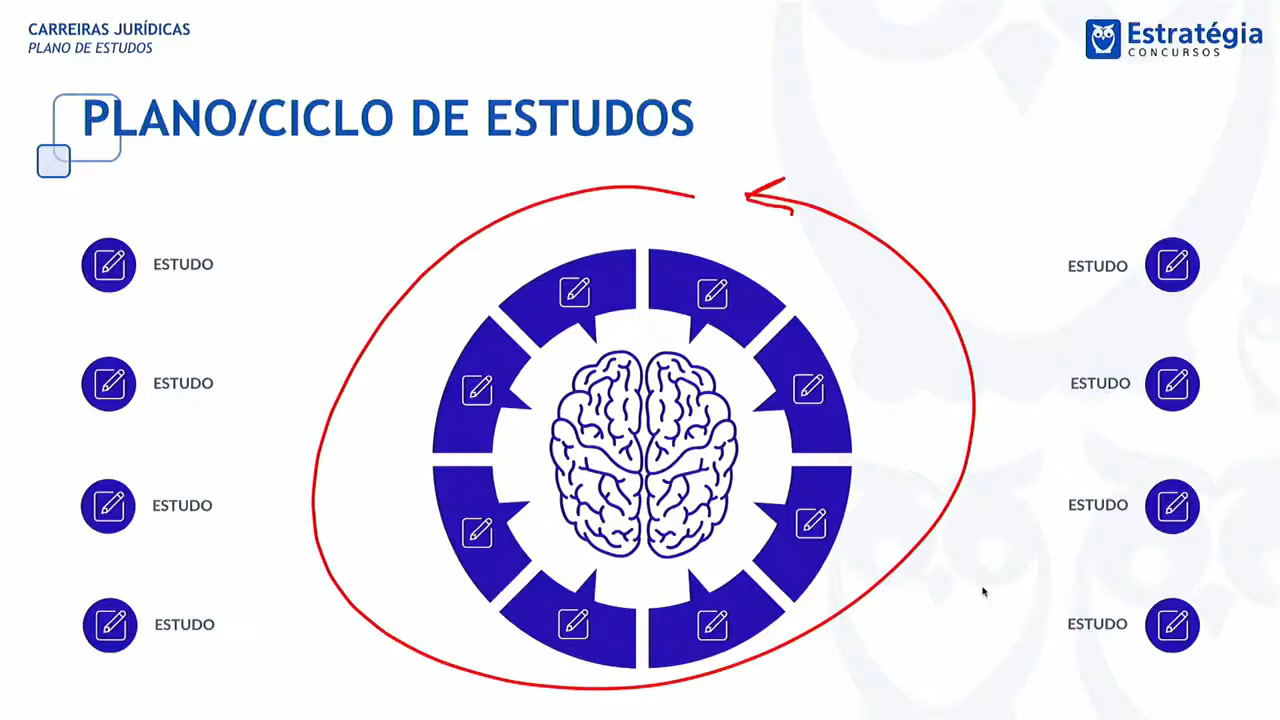 CARREIRAS JURÍDICAS
PLANO DE ESTUDOS
Estratégia
CONCURSOS
PLANO/CICLO DE ESTUDOS
ESTUDO
ESTUDO
ESTUDO
ESTUDO
ESTUDO
ESTUDO
ESTUDO
ESTUDO